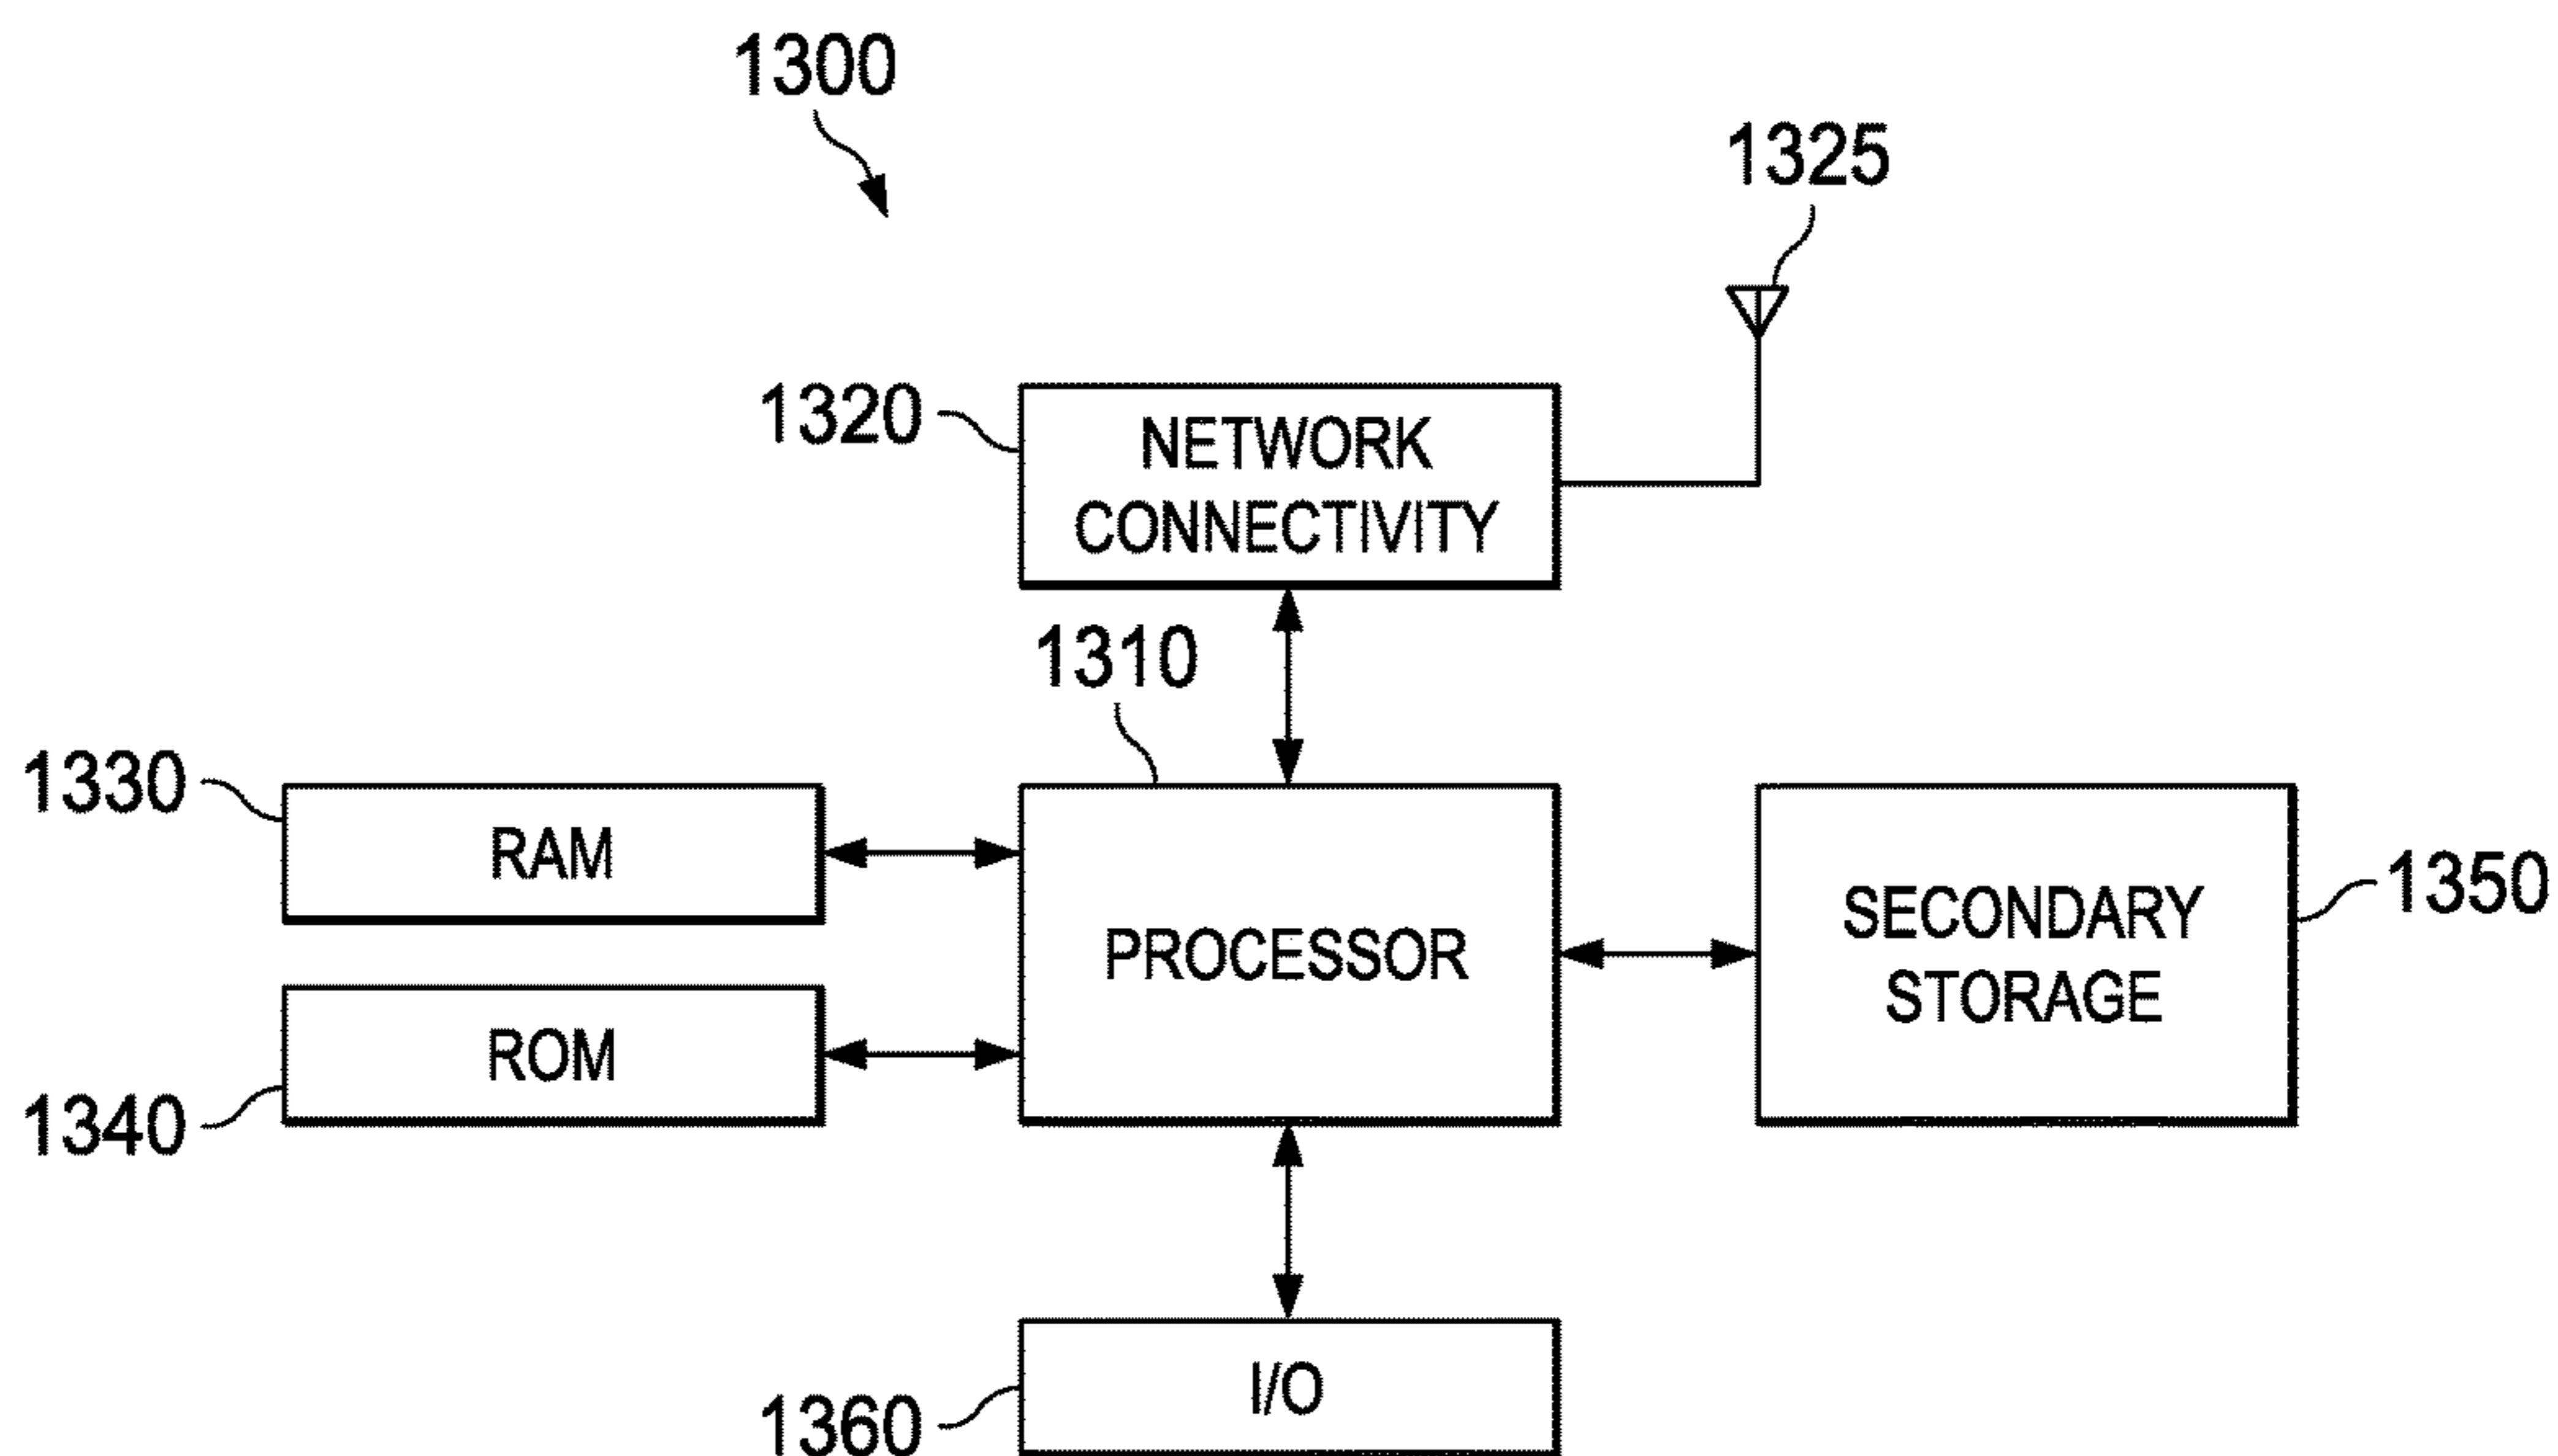 1300
1325
1320
NETWORK
CONNECTIVITY
1310
1330
RAM
PROCESSOR
SECONDARY
STORAGE
1350
ROM
1340
I/O
1360